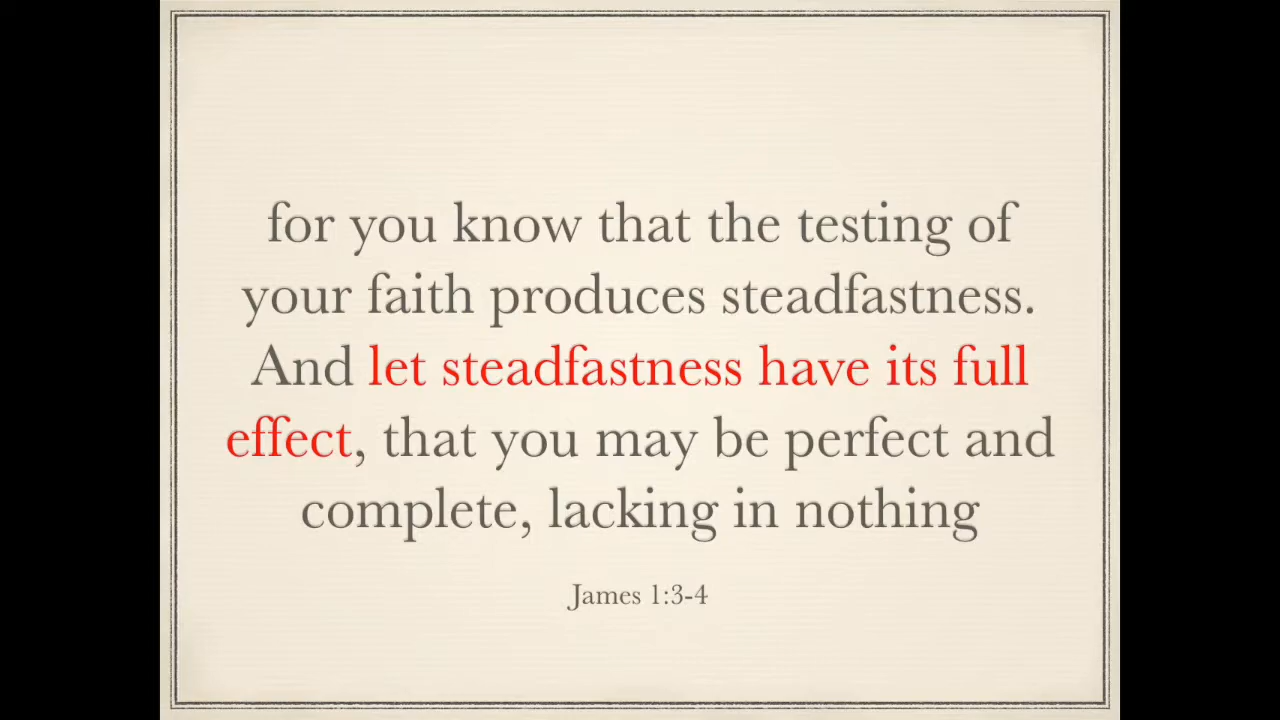 for you know that the testing of
your faith produces steadfastness.
And let steadfastness have its full
effect, that you may be perfect and
complete, lacking in nothing
James 1:3-4